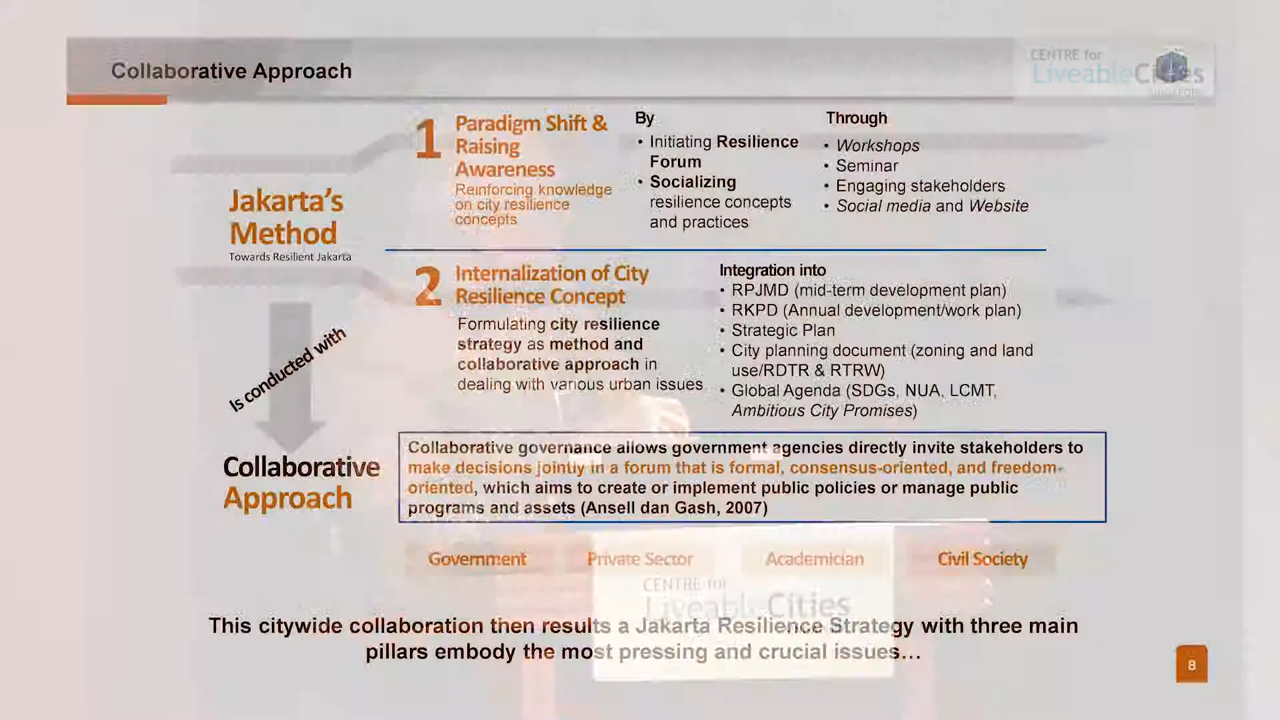 Collaborative Approach
CENTRE for
LiveableCities
SINGAPORE
1
Paradigm Shift &
Raising
Awareness
Reinforcing knowledge
on city resilience
concepts
By
• Initiating Resilience
Forum
• Socializing
resilience concepts
and practices
Through
• Workshops
• Seminar
• Engaging stakeholders
• Social media and Website
Jakarta's
Method
Towards Resilient Jakarta
2
Internalization of City
Resilience Concept
Formulating city resilience
strategy as method and
collaborative approach in
dealing with various urban issues
Integration into
• RPJMD (mid-term development plan)
• RKPD (Annual development/work plan)
• Strategic Plan
• City planning document (zoning and land
use/RDTR & RTRW)
• Global Agenda (SDGs, NUA, LCMT,
Ambitious City Promises)
Is conducted with
Collaborative
Approach
Collaborative governance allows government agencies directly invite stakeholders to
make decisions jointly in a forum that is formal, consensus-oriented, and freedom-
oriented, which aims to create or implement public policies or manage public
programs and assets (Ansell dan Gash, 2007)
Government Private Sector Academician Civil Society
CENTRE for
LiveableCities
This citywide collaboration then results a Jakarta Resilience Strategy with three main
pillars embody the most pressing and crucial issues…
8